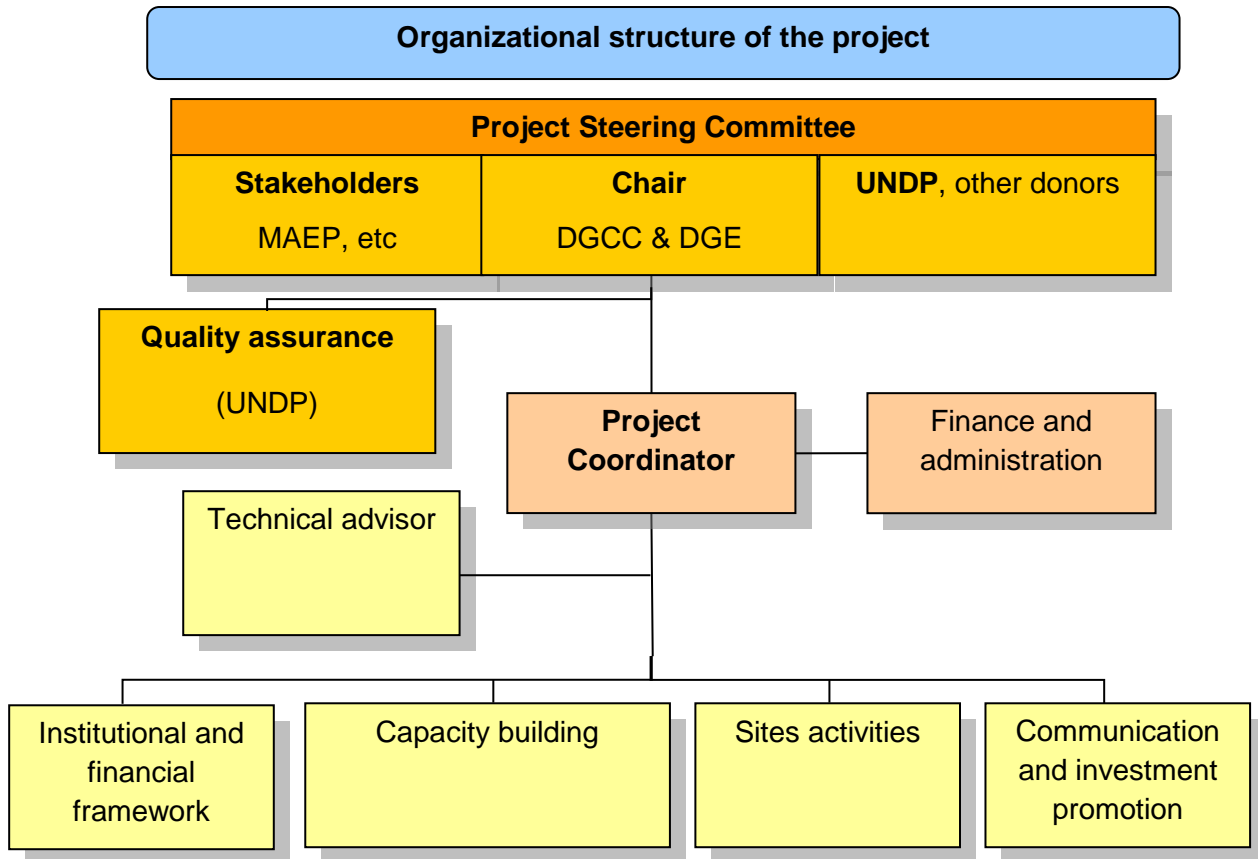 Organizational structure of the project
Project Steering Committee
Stakeholders
MAEP, etc
Chair
DGCC & DGE
UNDP, other donors
Quality assurance
(UNDP)
Project
Coordinator
Finance and
administration
Technical advisor
Institutional and
financial
framework
Capacity building
Sites activities
Communication
and investment
promotion